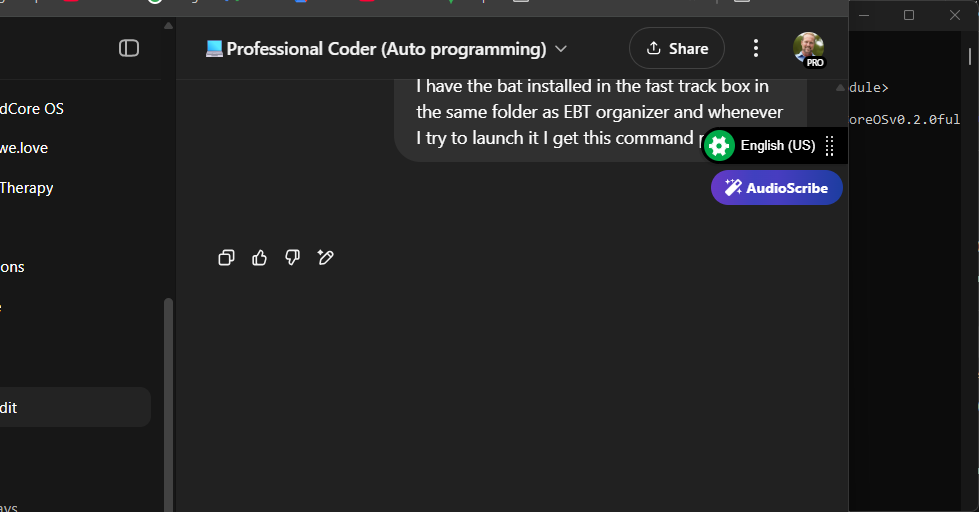 Professional Coder (Auto programming)
Share
PRO
dCore OS
we.love
Therapy
ons
e
dit
ays
I have the bat installed in the fast track box in
the same folder as EBT organizer and whenever
I try to launch it I get this command
English (US)
AudioScribe
dule>
oreOSv0.2.0ful